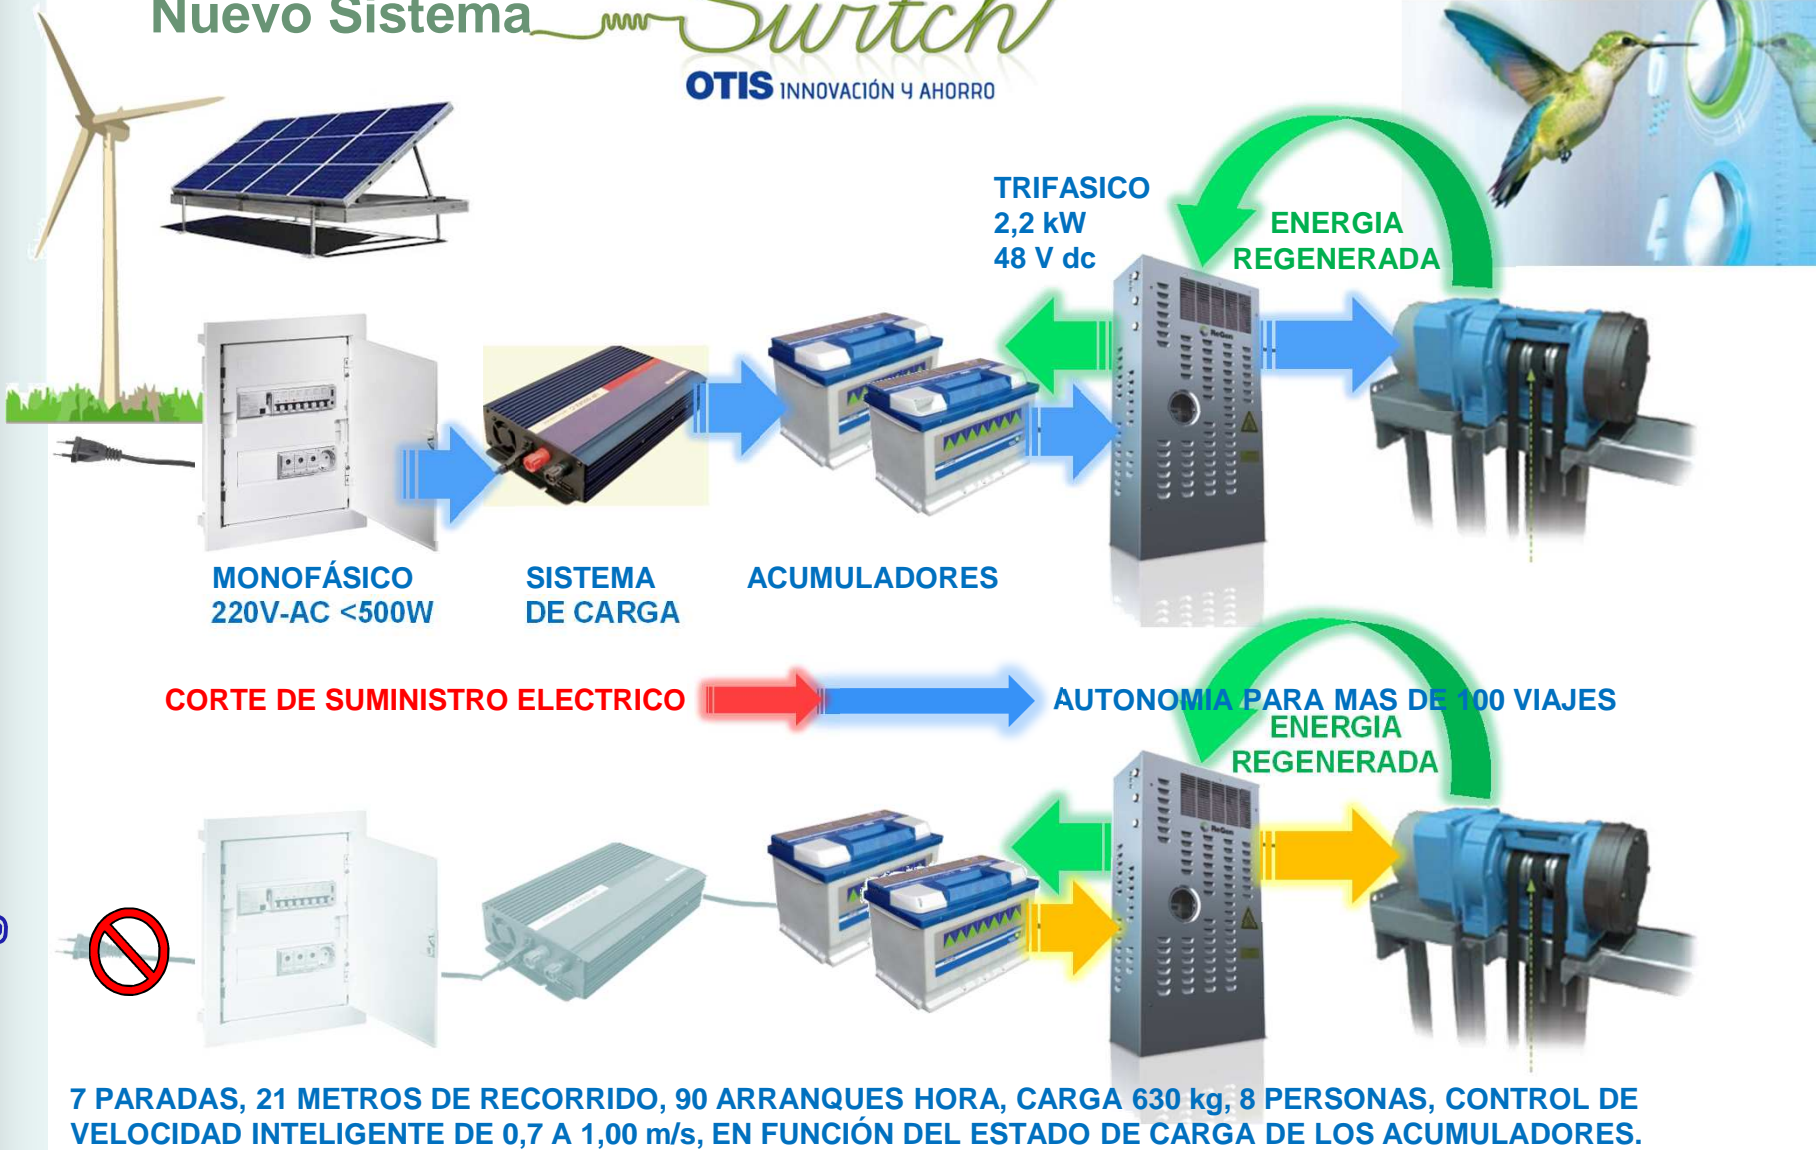 Nuevo Sistema
Switch
OTIS INNOVACIÓN Y AHORRO
TRIFASICO
2,2 kW
48 V dc
ENERGIA
REGENERADA
ReGen
MONOFÁSICO
220V-AC <500W
SISTEMA
DE CARGA
ACUMULADORES
CORTE DE SUMINISTRO ELECTRICO
AUTONOMIA PARA MAS DE 100 VIAJES
ENERGIA
REGENERADA
ReGen
7 PARADAS, 21 METROS DE RECORRIDO, 90 ARRANQUES HORA, CARGA 630 kg, 8 PERSONAS, CONTROL DE
VELOCIDAD INTELIGENTE DE 0,7 A 1,00 m/s, EN FUNCIÓN DEL ESTADO DE CARGA DE LOS ACUMULADORES.